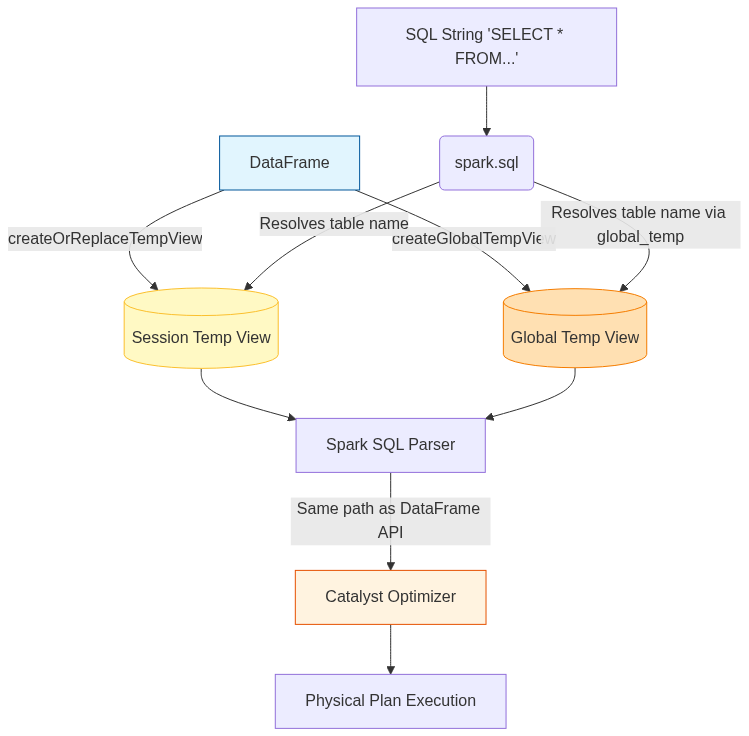 SQL String 'SELECT *
FROM...'
DataFrame
spark.sql
createOrReplaceTempView
Resolves table name
createGlobalTempView
Resolves table name via
global_temp
Session Temp View
Global Temp View
Spark SQL Parser
Same path as DataFrame
API
Catalyst Optimizer
Physical Plan Execution